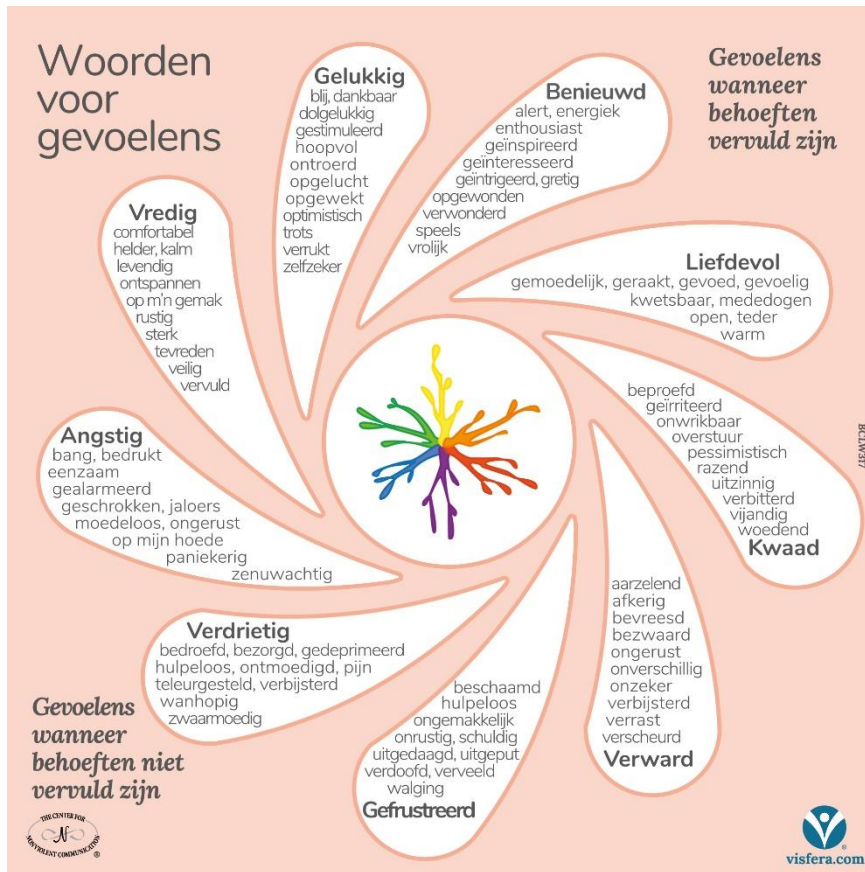 Woorden
voor
gevoelens
Gevoelens
wanneer
behoeften
vervuld zijn
Gelukkig
blij, dankbaar
dolgelukkig
gestimuleerd
hoopvol
ontroerd
opgelucht
opgewekt
optimistisch
trots
verrukt
zelfzeker
Benieuwd
alert, energiek
enthousiast
geïnspireerd
geïnteresseerd
geïntrigeerd, gretig
opgewonden
verwonderd
speels
vrolijk
Vredig
comfortabel
helder, kalm
levendig
ontspannen
op m'n gemak
rustig
sterk
tevreden
veilig
vervuld
Liefdevol
gemoedelijk, geraakt, gevoed, gevoelig
kwetsbaar, mededogen
open, teder
warm
Angstig
bang, bedrukt
eenzaam
gealarmeerd
geschrokken, jaloers
moedeloos, ongerust
op mijn hoede
paniekerig
zenuwachtig
beproefd
geïrriteerd
onwrikbaar
overstuur
pessimistisch
razend
uitzinnig
verbitterd
vijandig
woedend
Kwaad
BCLW317
Verdrietig
bedroefd, bezorgd, gedeprimeerd
hulpeloos, ontmoedigd, pijn
teleurgesteld, verbijsterd
wanhopig
zwaarmoedig
beschaamd
hulpeloos
ongemakkelijk
onrustig, schuldig
uitgedaagd, uitgeput
verdoofd, verveeld
walging
Gefrustreerd
aarzelend
afkerig
bevreesd
bezwaard
ongerust
onverschillig
onzeker
verbijsterd
verrast
verscheurd
Verward
Gevoelens
wanneer
behoeften niet
vervuld zijn
THE CENTER FOR
NONVIOLENT COMMUNICATION
®
visfera.com